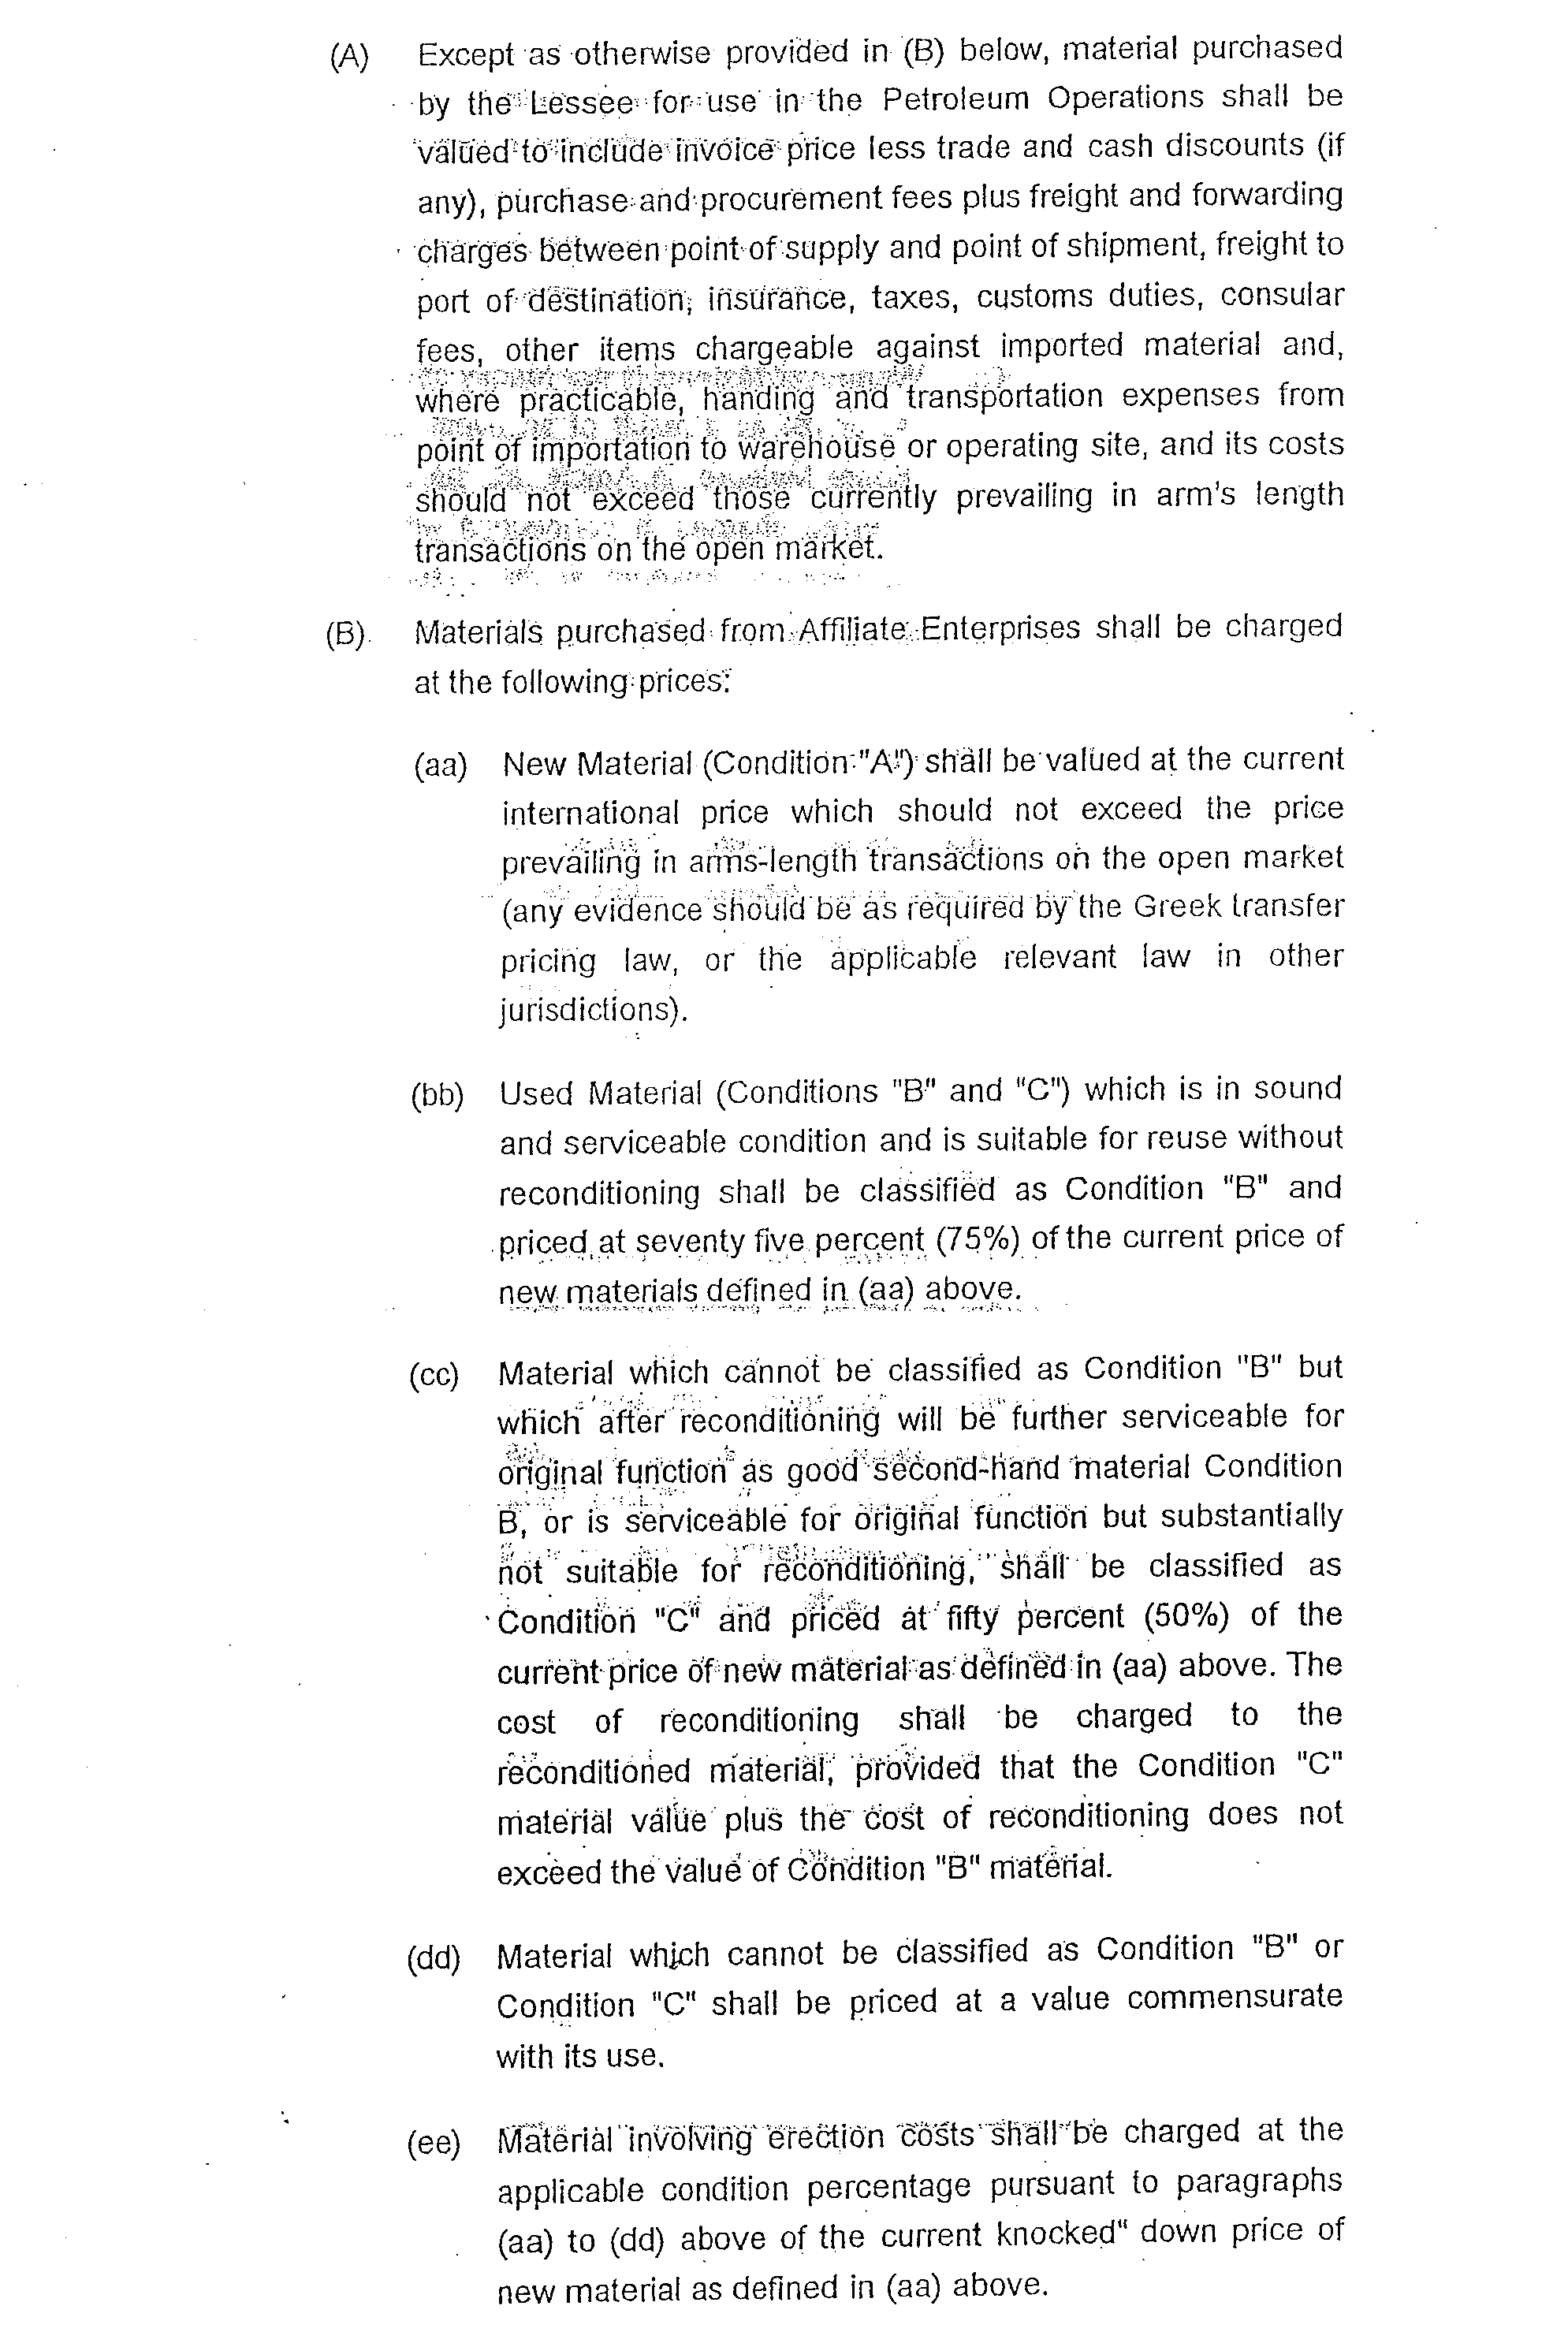 (A) Except as otherwise provided in (B) below, material purchased
by the Lessee for use in the Petroleum Operations shall be
valued to include invoice price less trade and cash discounts (if
any), purchase and procurement fees plus freight and forwarding
charges between point of supply and point of shipment, freight to
port of destination, insurance, taxes, customs duties, consular
fees, other items chargeable against imported material and,
where practicable, handing and transportation expenses from
point of importation to warehouse or operating site, and its costs
should not exceed those currently prevailing in arm's length
transactions on the open market.
(B) Materials purchased from Affiliate Enterprises shall be charged
at the following prices:
(aa) New Material (Condition "A") shall be valued at the current
international price which should not exceed the price
prevailing in arms-length transactions on the open market
(any evidence should be as required by the Greek transfer
pricing law, or the applicable relevant law in other
jurisdictions).
(bb) Used Material (Conditions "B" and "C") which is in sound
and serviceable condition and is suitable for reuse without
reconditioning shall be classified as Condition "B" and
priced at seventy five percent (75%) of the current price of
new materials defined in (aa) above.
(cc) Material which cannot be classified as Condition "B" but
which after reconditioning will be further serviceable for
original function as good second-hand material Condition
B, or is serviceable for original function but substantially
not suitable for reconditioning, shall be classified as
Condition "C" and priced at fifty percent (50%) of the
current price of new material as defined in (aa) above. The
cost of reconditioning shall be charged to the
reconditioned material, provided that the Condition "C"
material value plus the cost of reconditioning does not
exceed the value of Condition "B" material.
(dd) Material which cannot be classified as Condition "B" or
Condition "C" shall be priced at a value commensurate
with its use.
(ee) Material involving erection costs shall be charged at the
applicable condition percentage pursuant to paragraphs
(aa) to (dd) above of the current knocked" down price of
new material as defined in (aa) above.